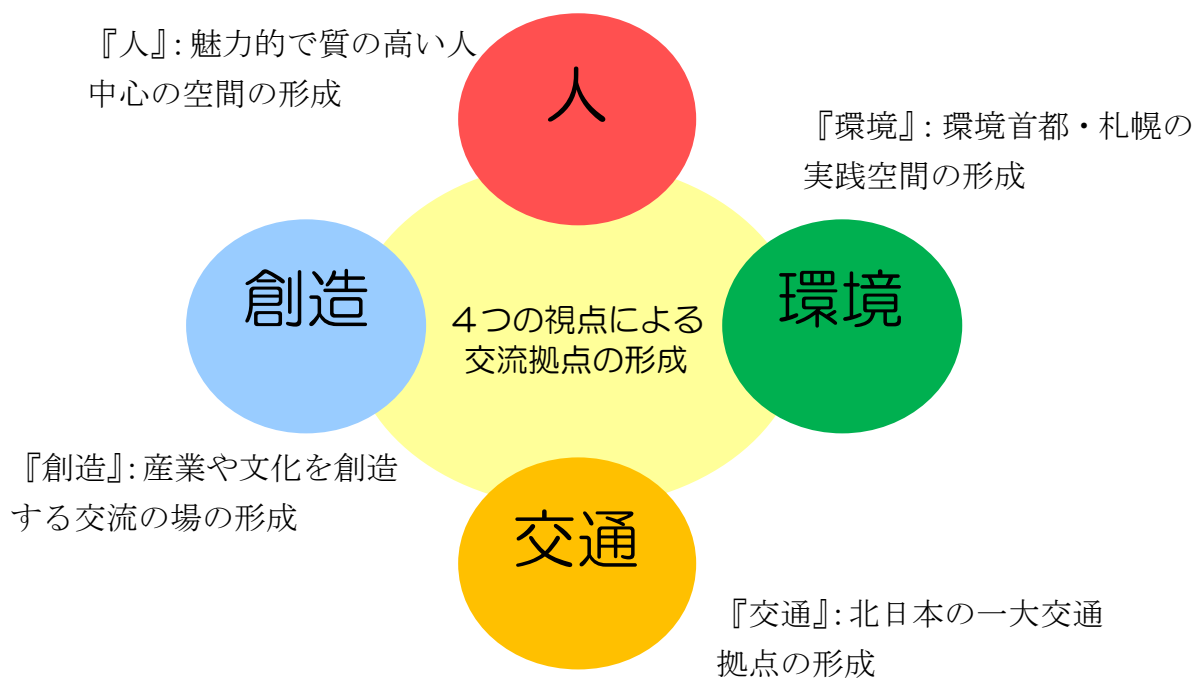 『人』：魅力的で質の高い人
中心の空間の形成
人
『環境』：環境首都・札幌の
実践空間の形成
創造
環境
４つの視点による
交流拠点の形成
『創造』：産業や文化を創造
する交流の場の形成
交通
『交通』：北日本の一大交通
拠点の形成